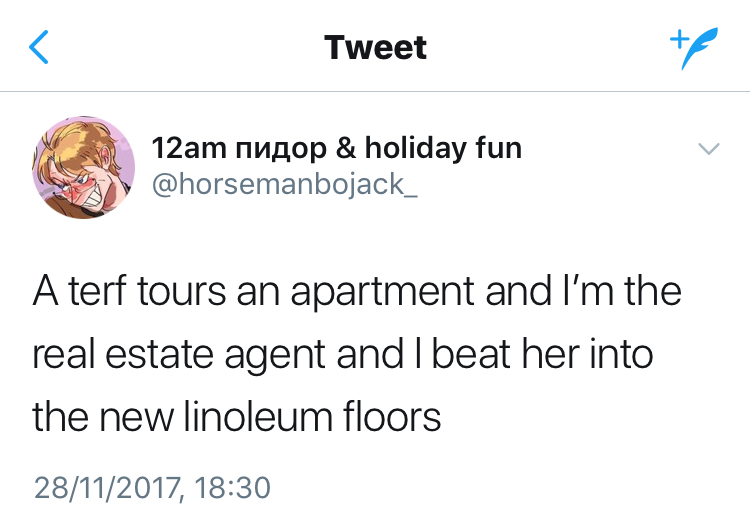 Tweet
12am пидор & holiday fun
@horsemanbojack_
A terf tours an apartment and I’m the
real estate agent and I beat her into
the new linoleum floors
28/11/2017, 18:30